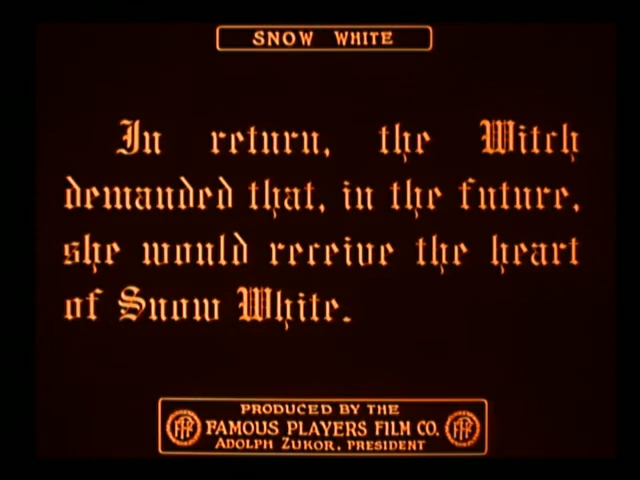 SNOW WHITE
In return, the Witch
demanded that, in the future,
she would receive the heart
of Snow White.
PRODUCED BY THE
FAMOUS PLAYERS FILM CO.
ADOLPH ZUKOR, PRESIDENT